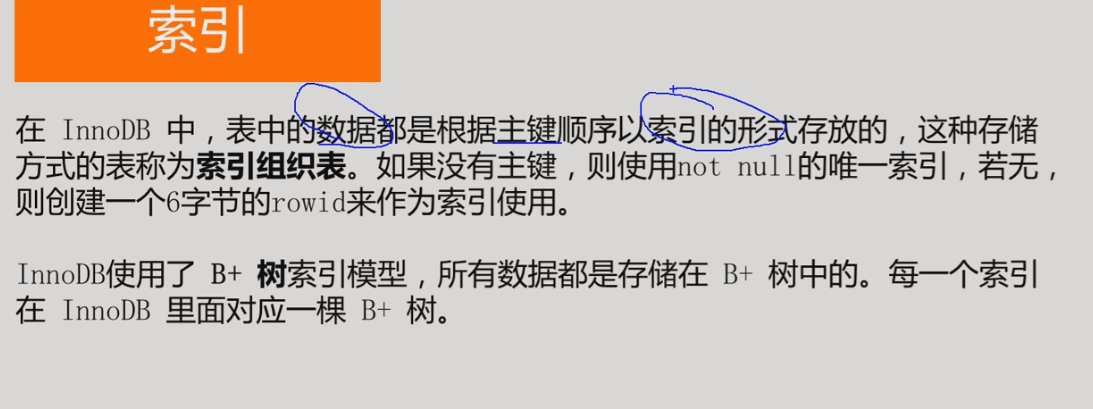 索引
在 InnoDB 中，表中的数据都是根据主键顺序以索引的形式存放的，这种存储
方式的表称为索引组织表。如果没有主键，则使用not null的唯一索引，若无，
则创建一个6字节的rowid来作为索引使用。
InnoDB使用了 B+ 树索引模型，所有数据都是存储在 B+ 树中的。每一个索引
在 InnoDB 里面对应一棵 B+ 树。